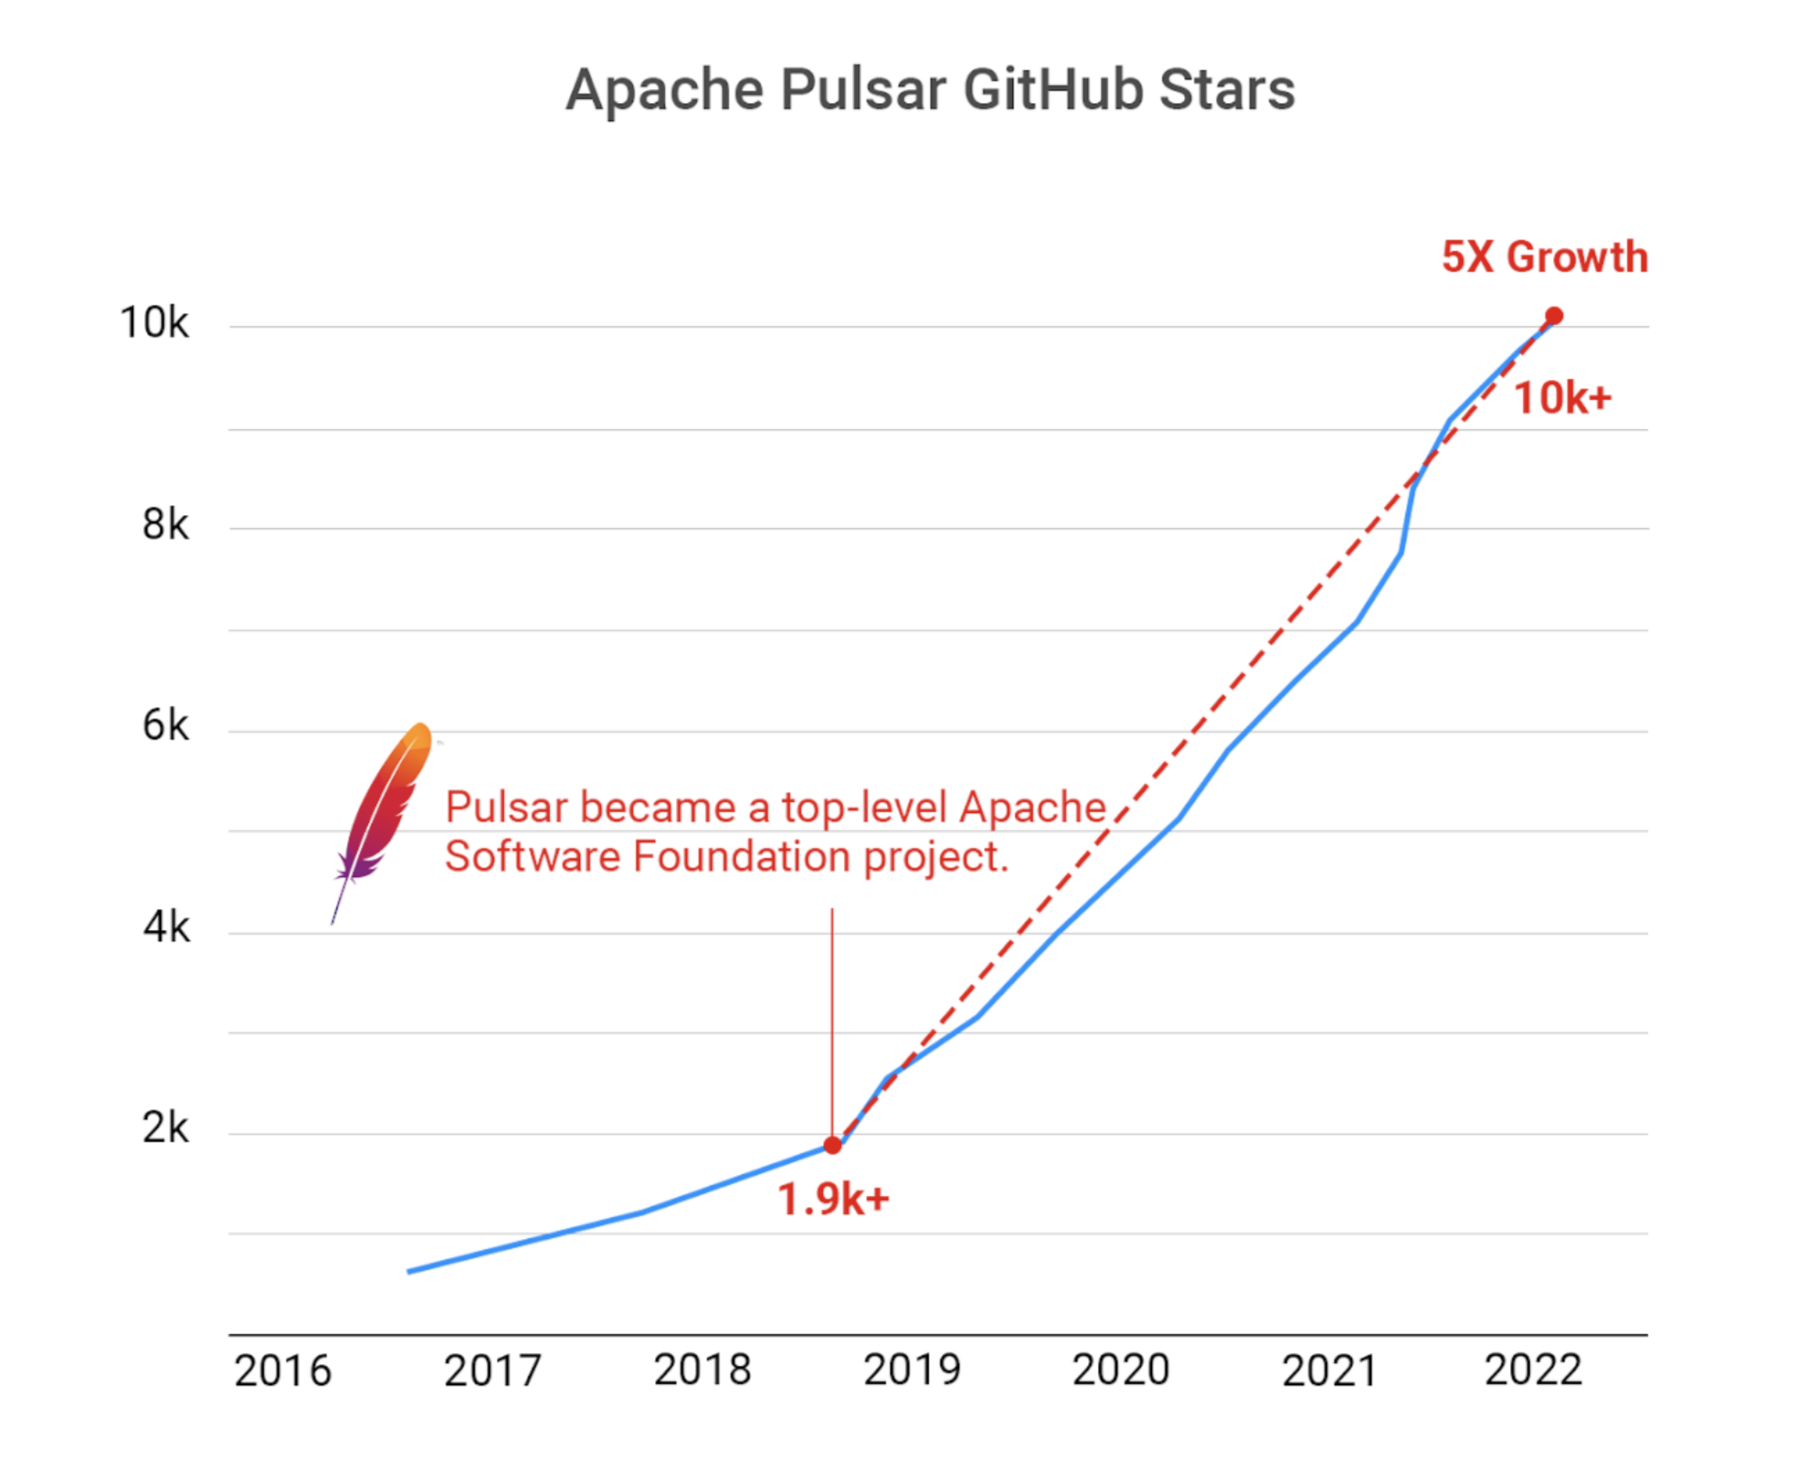 Apache Pulsar GitHub Stars
5X Growth
10k
10k+
8k
6k
Pulsar became a top-level Apache
Software Foundation project.
4k
2k
1.9k+
2016 2017 2018 2019 2020 2021 2022